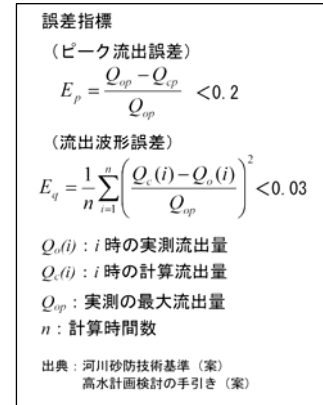 誤差指標
(ピーク流出誤差)
E_p = (Q_op − Q_cp) / Q_op <0.2
(流出波形誤差)
E_q = 1/n Σ_{i=1}^{n} ( (Q_c(i) − Q_o(i)) / Q_op )^2 <0.03
Q_o(i)：i 時の実測流出量
Q_c(i)：i 時の計算流出量
Q_op：実測の最大流出量
n：計算時間数
出典：河川砂防技術基準（案）
高水計画検討の手引き（案）